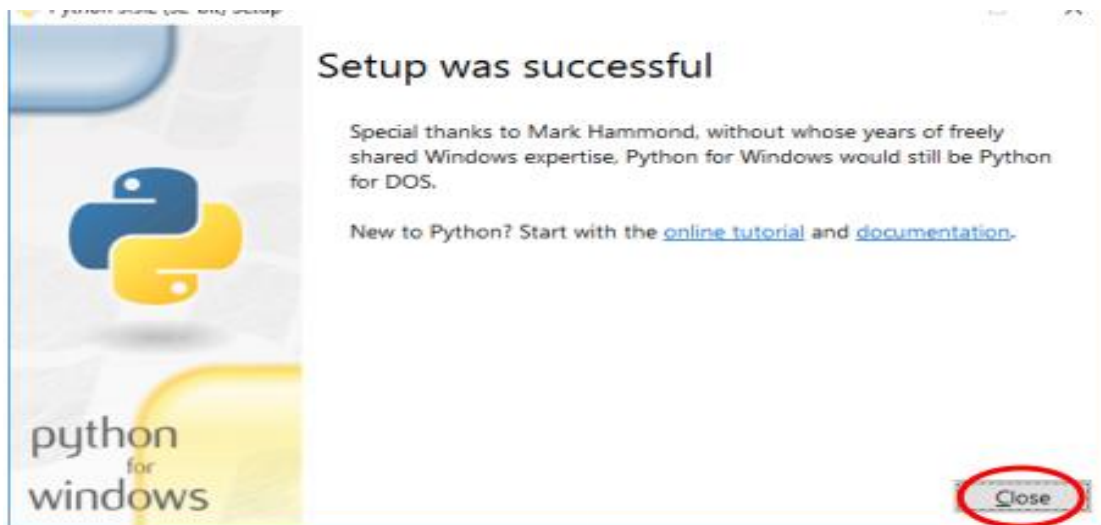 Setup was successful
Special thanks to Mark Hammond, without whose years of freely
shared Windows expertise, Python for Windows would still be Python
for DOS.
New to Python? Start with the online tutorial and documentation.
python
for
windows
Close